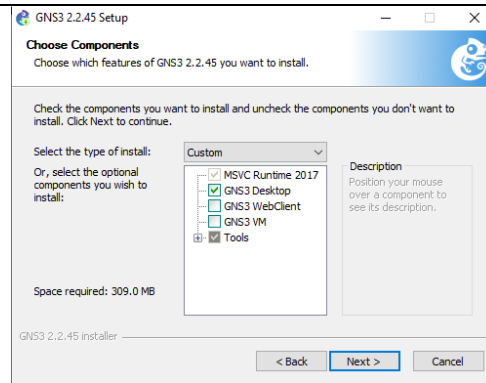 GNS3 2.2.45 Setup
Choose Components
Choose which features of GNS3 2.2.45 you want to install.
Check the components you want to install and uncheck the components you don't want to
install. Click Next to continue.
Select the type of install:
Custom
Or, select the optional
components you wish to
install:
MSVC Runtime 2017
GNS3 Desktop
GNS3 WebClient
GNS3 VM
Tools
Description
Position your mouse
over a component to
see its description.
Space required: 309.0 MB
GNS3 2.2.45 installer
< Back
Next >
Cancel